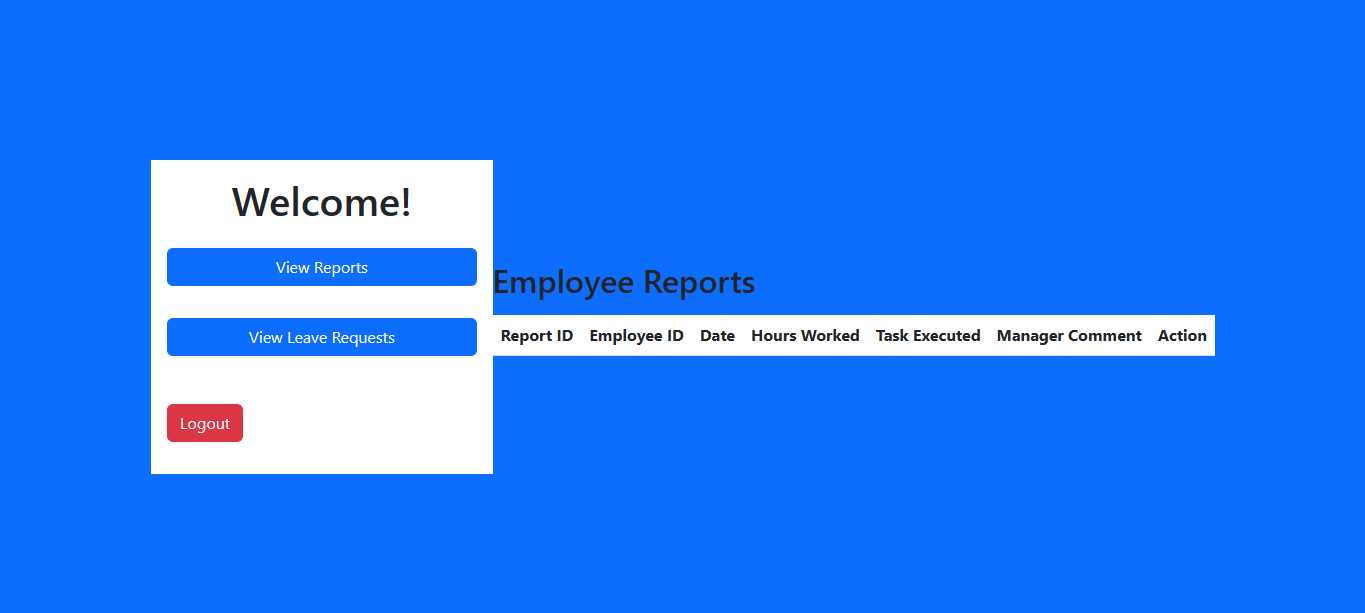 Welcome!
View Reports
View Leave Requests
Logout
Employee Reports
Report ID Employee ID Date Hours Worked Task Executed Manager Comment Action